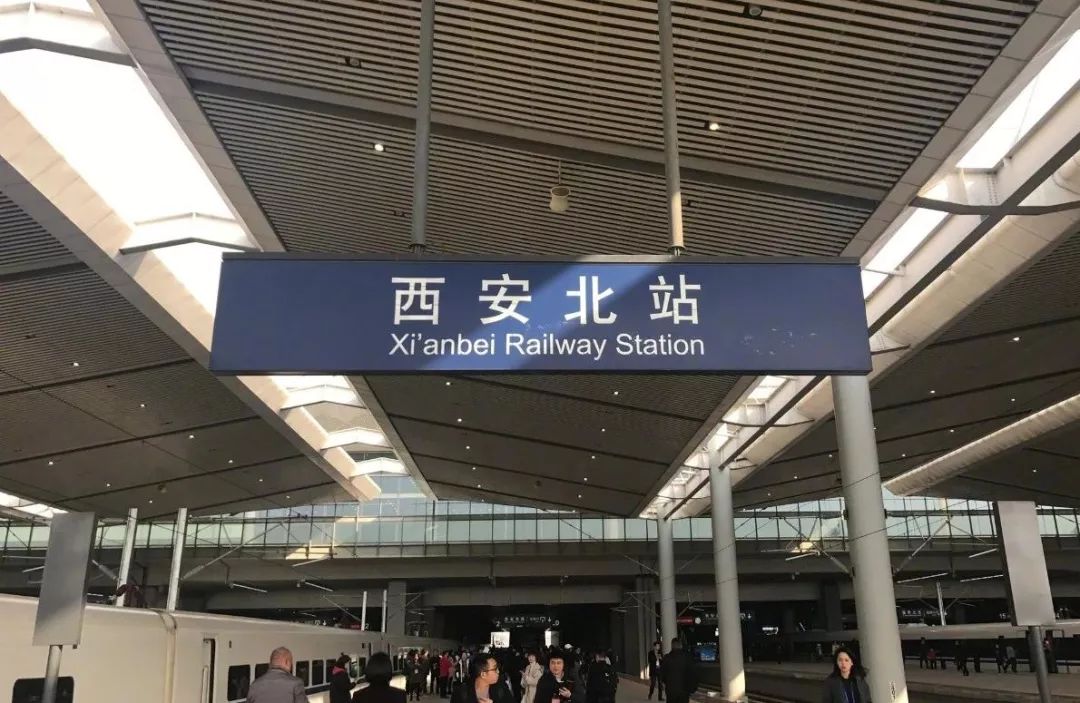 西安北站
Xi'anbei Railway Station